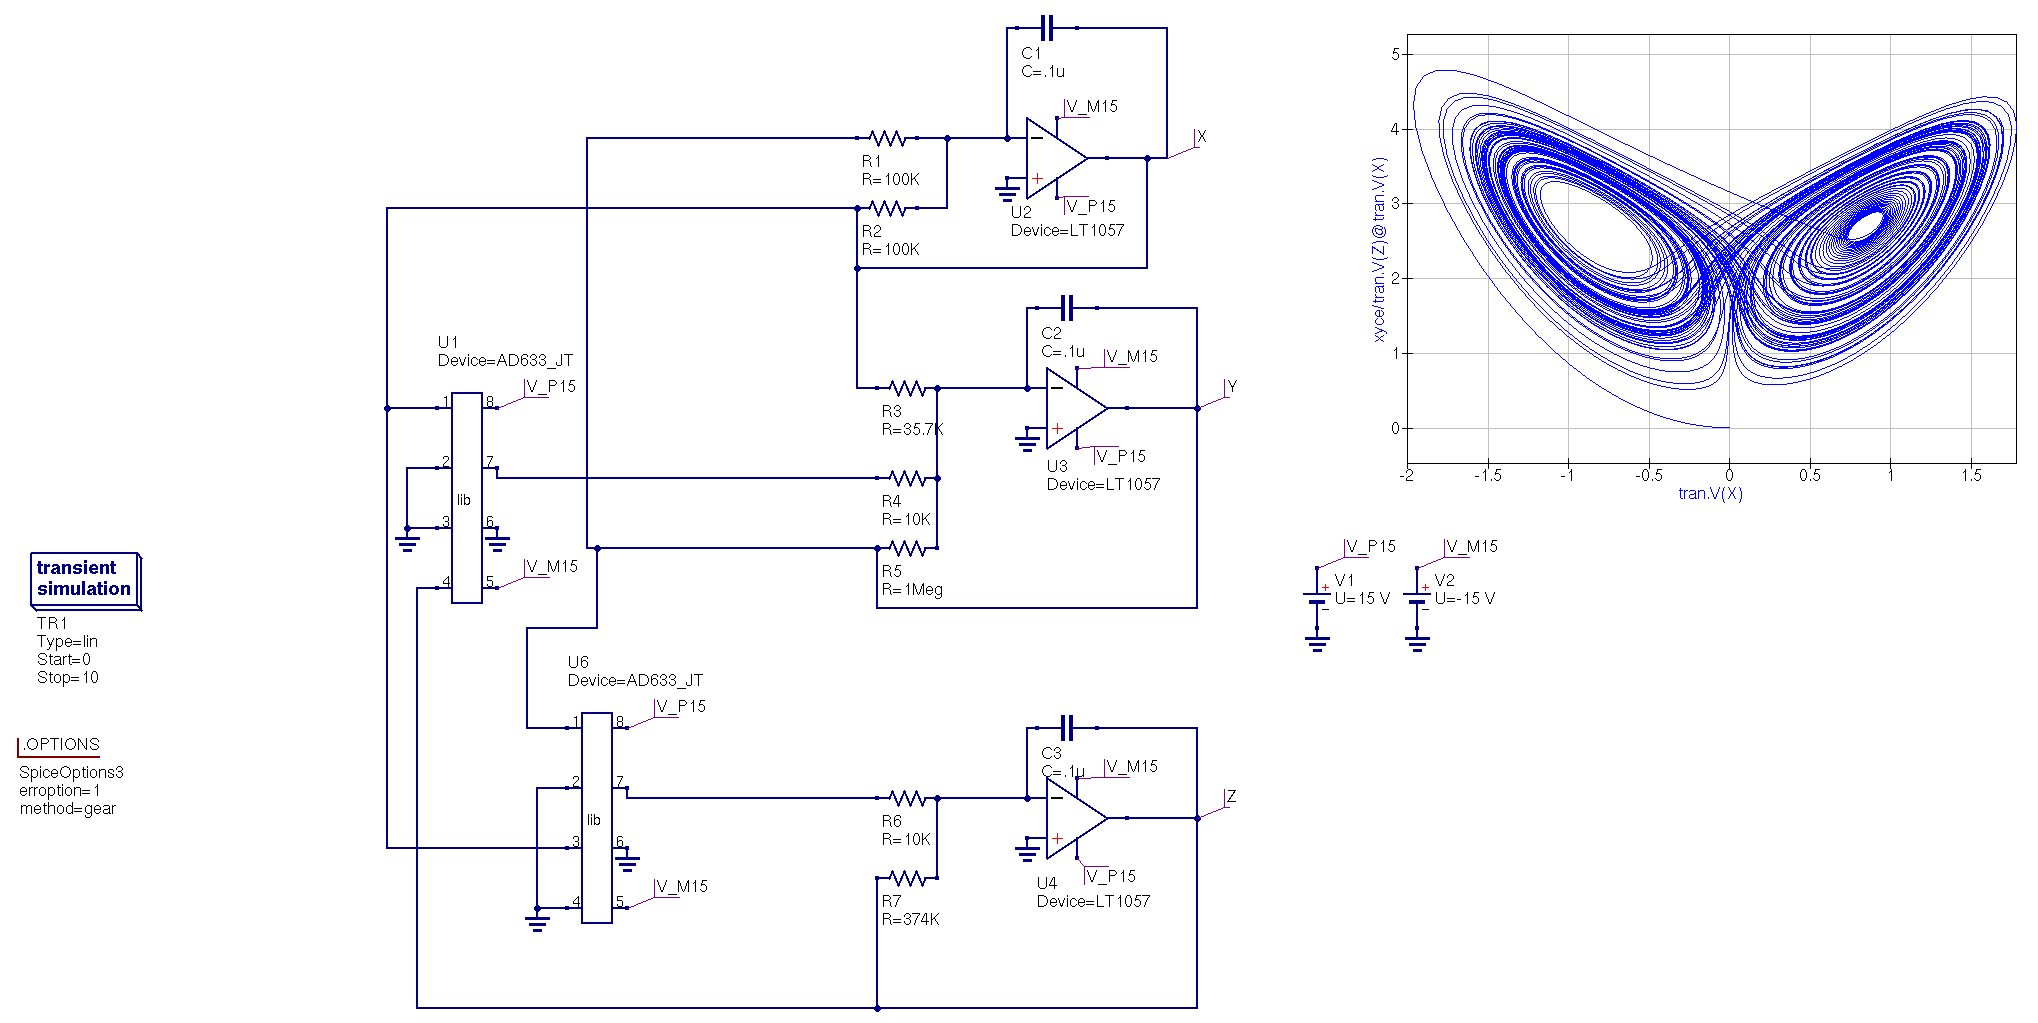 C1
C=.1u
V_M15
X
−
+
R1
R=100K
R2
R=100K
V_P15
U2
Device=LT1057
C2
C=.1u
V_M15
Y
−
+
R3
R=35.7K
V_P15
U3
Device=LT1057
R4
R=10K
R5
R=1Meg
U1
Device=AD633_JT
V_P15
1
8
2
7
lib
3
6
4
5
V_M15
U6
Device=AD633_JT
V_P15
1
8
2
7
lib
3
6
4
5
V_M15
C3
C=.1u
V_M15
Z
−
+
R6
R=10K
V_P15
U4
Device=LT1057
R7
R=374K
transient
simulation
TR1
Type=lin
Start=0
Stop=10
.OPTIONS
SpiceOptions3
erroption=1
method=gear
xyce/tran.V(Z)@tran.V(X)
5
4
3
2
1
0
-2
-1.5
-1
-0.5
0
0.5
1
1.5
tran.V(X)
V_P15
+
V1
U=15 V
−
V_M15
+
V2
U=-15 V
−